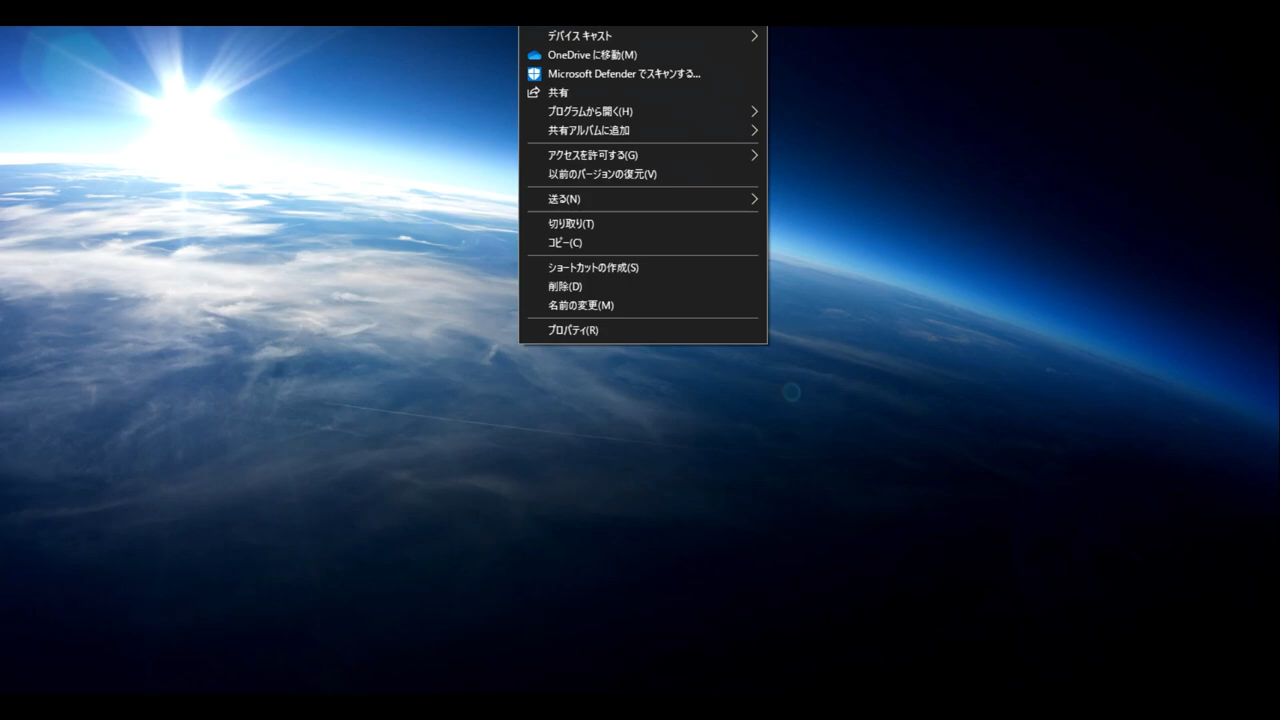 デバイス キャスト
OneDrive に移動(M)
Microsoft Defender でスキャンする...
共有
プログラムから開く(H)
共有アルバムに追加
アクセスを許可する(G)
以前のバージョンの復元(V)
送る(N)
切り取り(T)
コピー(C)
ショートカットの作成(S)
削除(D)
名前の変更(M)
プロパティ(R)